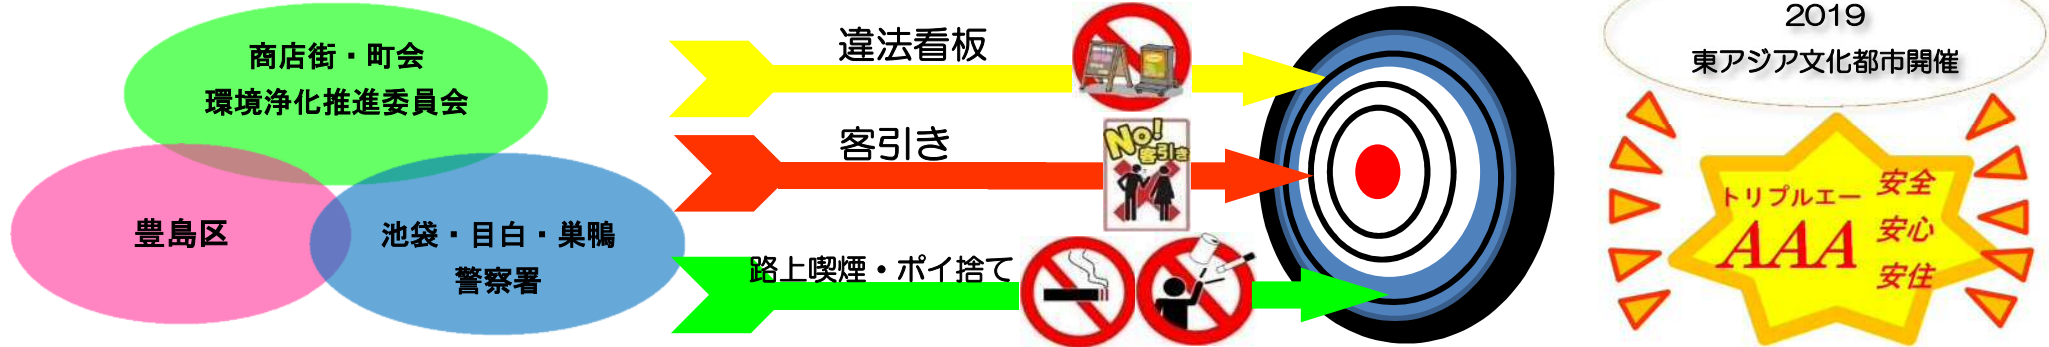 商店街・町会
環境浄化推進委員会
豊島区
池袋・目白・巣鴨
警察署
違法看板
客引き
No!
客引き
路上喫煙・ポイ捨て
2019
東アジア文化都市開催
トリプルエー
AAA
安全
安心
安住